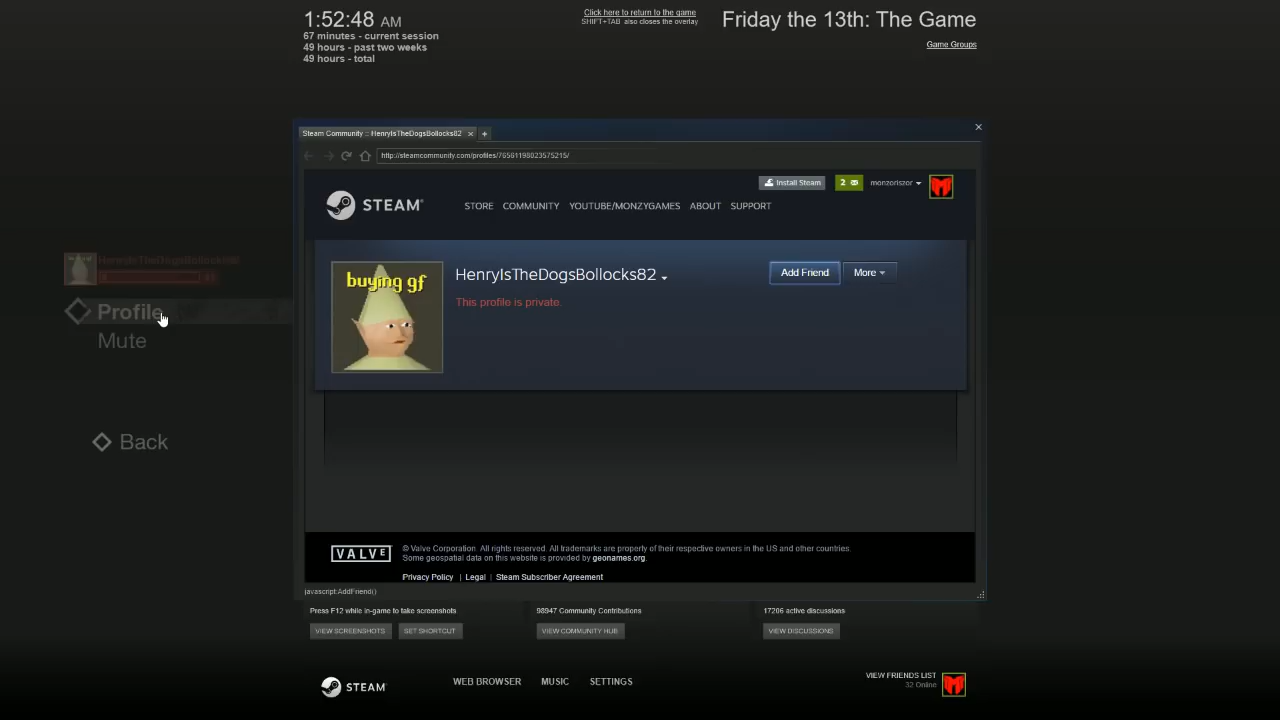 1:52:48 AM
67 minutes - current session
49 hours - past two weeks
49 hours - total
Click here to return to the game
SHIFT+TAB also closes the overlay
Friday the 13th: The Game
Game Groups
Steam Community :: HenryIsTheDogsBollocks82
http://steamcommunity.com/profiles/76561198023575215/
Install Steam
2
monzoriszor
STEAM
STORE COMMUNITY YOUTUBE/MONZYGAMES ABOUT SUPPORT
buying gf
HenryIsTheDogsBollocks82
Add Friend
More
This profile is private.
HenryIsTheDogsBollocks82
Profile
Mute
Back
VALVE
© Valve Corporation. All rights reserved. All trademarks are property of their respective owners in the US and other countries.
Some geospatial data on this website is provided by geonames.org.
Privacy Policy | Legal | Steam Subscriber Agreement
javascript:AddFriend()
Press F12 while in-game to take screenshots
98947 Community Contributions
17206 active discussions
VIEW SCREENSHOTS
SET SHORTCUT
VIEW COMMUNITY HUB
VIEW DISCUSSIONS
STEAM
WEB BROWSER MUSIC SETTINGS
VIEW FRIENDS LIST
32 Online